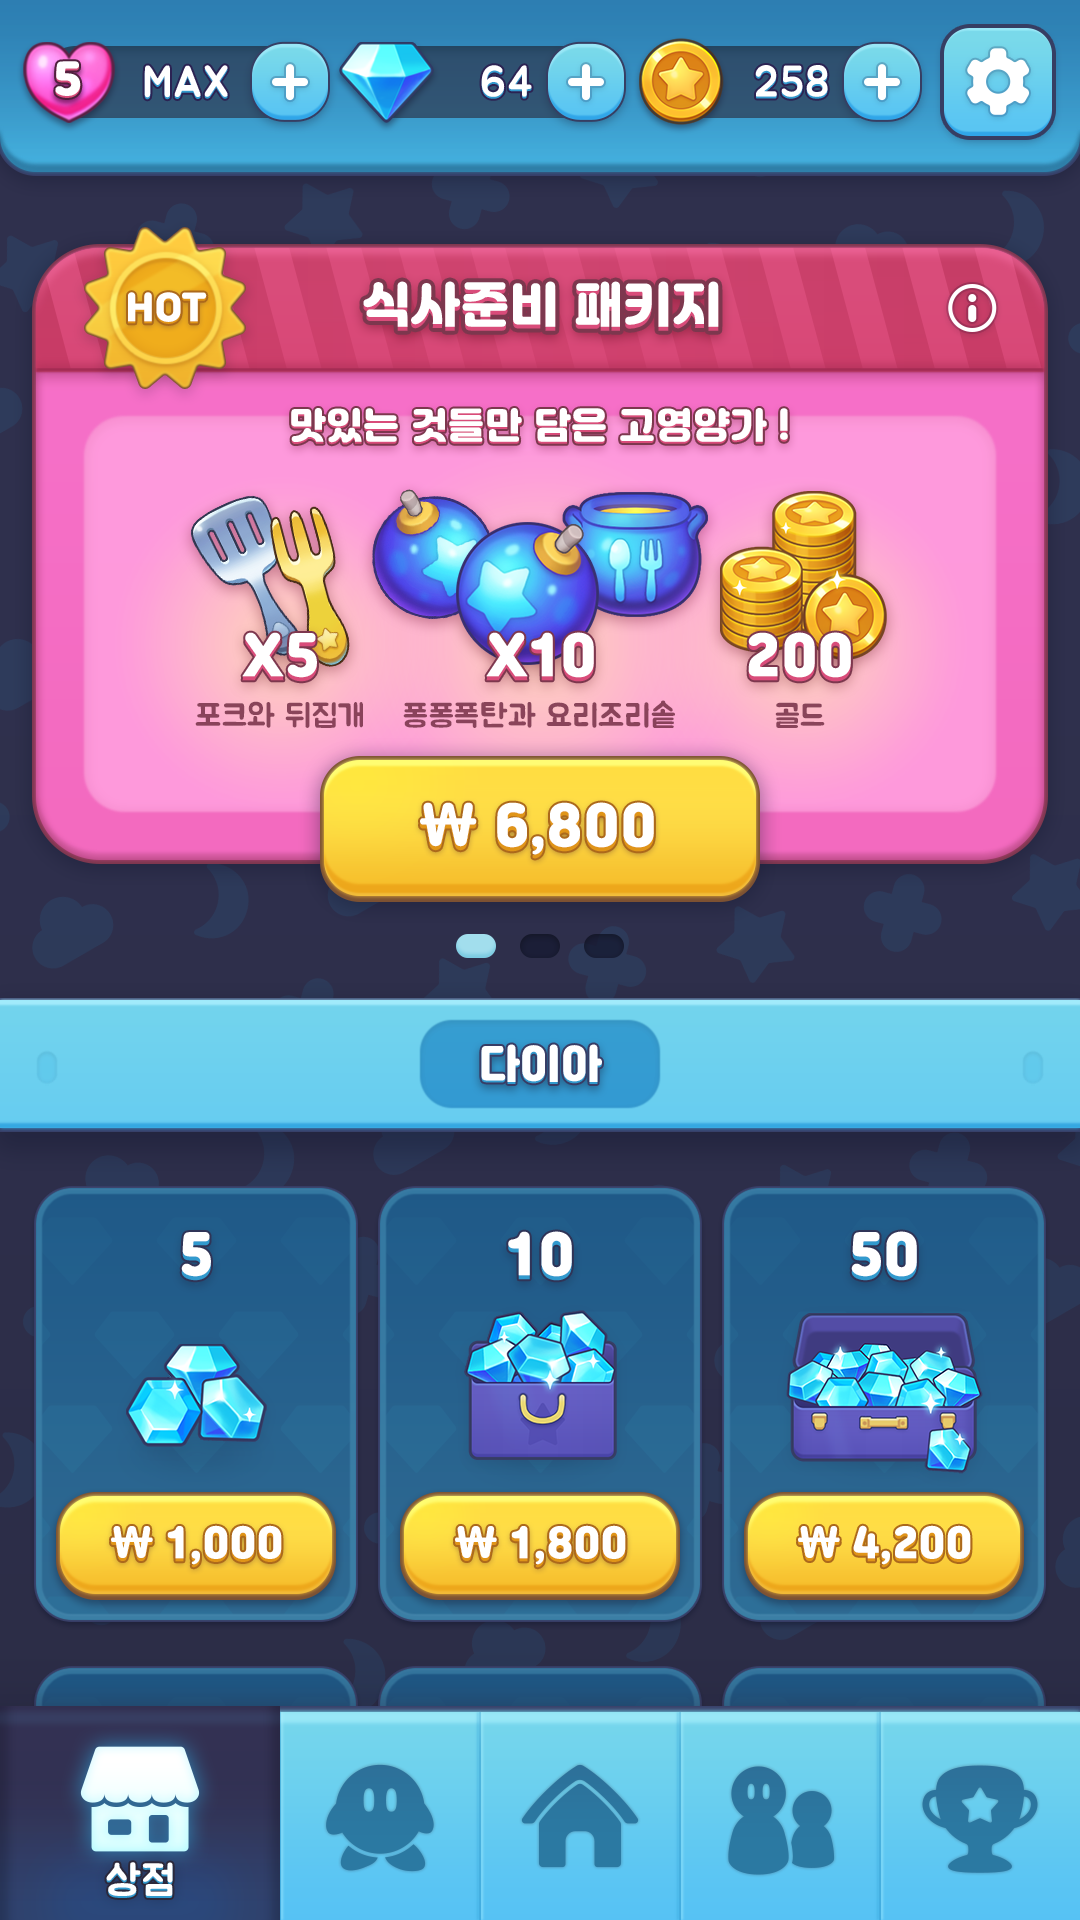 5 MAX 64 258
HOT
식사준비 패키지
맛있는 것들만 담은 고영양가 !
X5 X10 200
포크와 뒤집개 퐁퐁폭탄과 요리조리솥 골드
₩ 6,800
다이아
5 10 50
₩ 1,000 ₩ 1,800 ₩ 4,200
상점